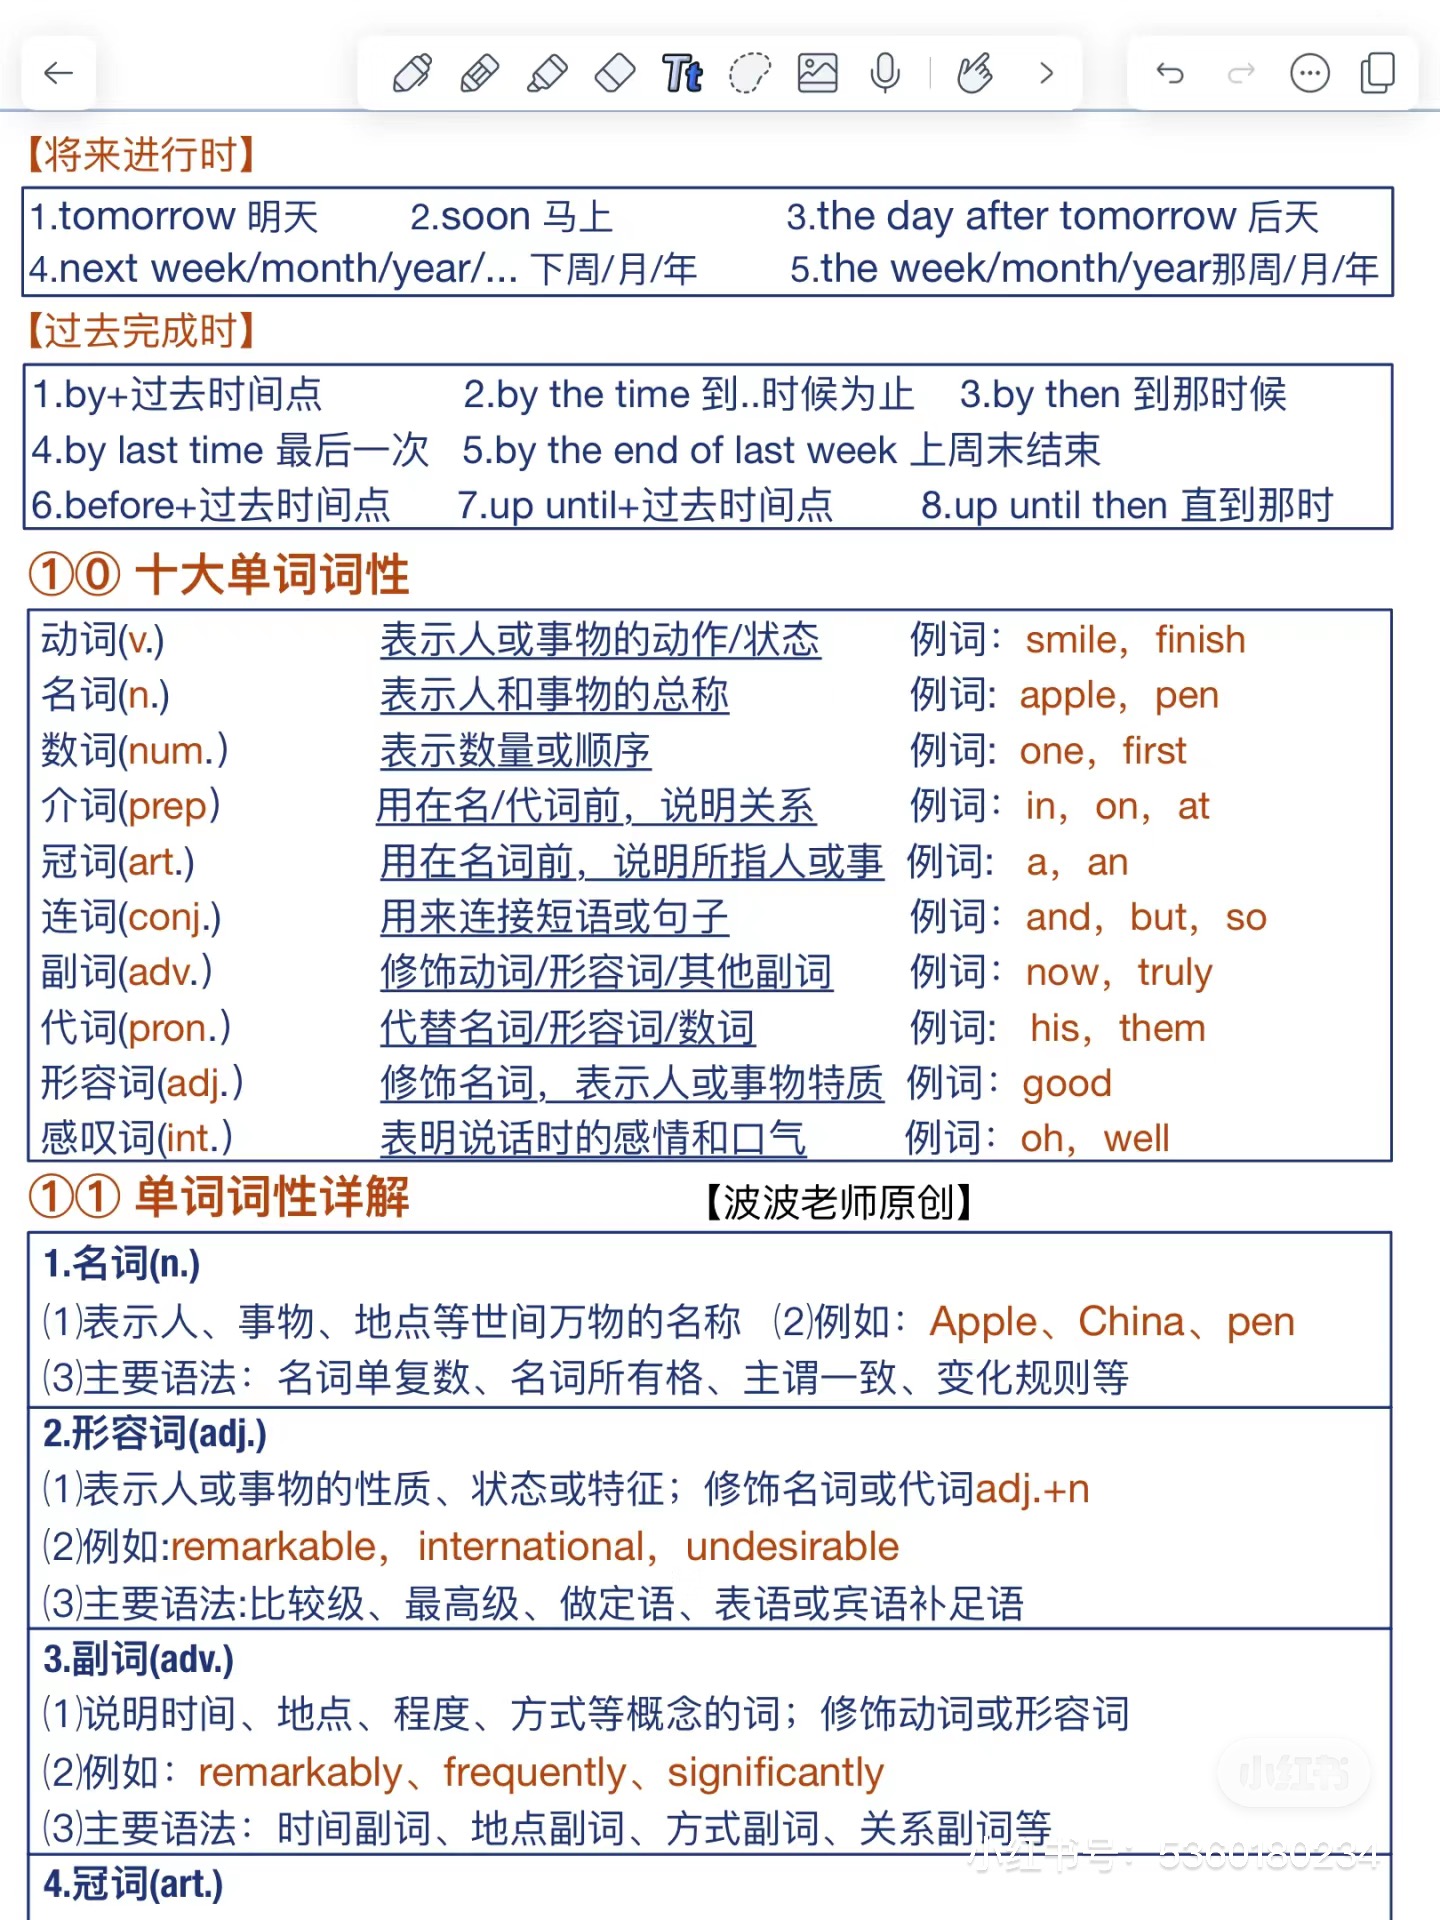 Tt
【将来进行时】
1.tomorrow 明天 2.soon 马上 3.the day after tomorrow 后天
4.next week/month/year/... 下周/月/年 5.the week/month/year那周/月/年
【过去完成时】
1.by+过去时间点 2.by the time 到..时候为止 3.by then 到那时候
4.by last time 最后一次 5.by the end of last week 上周末结束
6.before+过去时间点 7.up until+过去时间点 8.up until then 直到那时
①⓪ 十大单词词性
动词(v.) 表示人或事物的动作/状态 例词：smile，finish
名词(n.) 表示人和事物的总称 例词：apple，pen
数词(num.) 表示数量或顺序 例词：one，first
介词(prep) 用在名/代词前，说明关系 例词：in，on，at
冠词(art.) 用在名词前，说明所指人或事 例词：a，an
连词(conj.) 用来连接短语或句子 例词：and，but，so
副词(adv.) 修饰动词/形容词/其他副词 例词：now，truly
代词(pron.) 代替名词/形容词/数词 例词：his，them
形容词(adj.) 修饰名词，表示人或事物特质 例词：good
感叹词(int.) 表明说话时的感情和口气 例词：oh，well
①① 单词词性详解 【波波老师原创】
1.名词(n.)
(1)表示人、事物、地点等世间万物的名称 (2)例如：Apple、China、pen
(3)主要语法：名词单复数、名词所有格、主谓一致、变化规则等
2.形容词(adj.)
(1)表示人或事物的性质、状态或特征；修饰名词或代词adj.+n
(2)例如:remarkable，international，undesirable
(3)主要语法:比较级、最高级、做定语、表语或宾语补足语
3.副词(adv.)
(1)说明时间、地点、程度、方式等概念的词；修饰动词或形容词
(2)例如：remarkably、frequently、significantly
小红书
(3)主要语法：时间副词、地点副词、方式副词、关系副词等
小红书号：5360180234
4.冠词(art.)